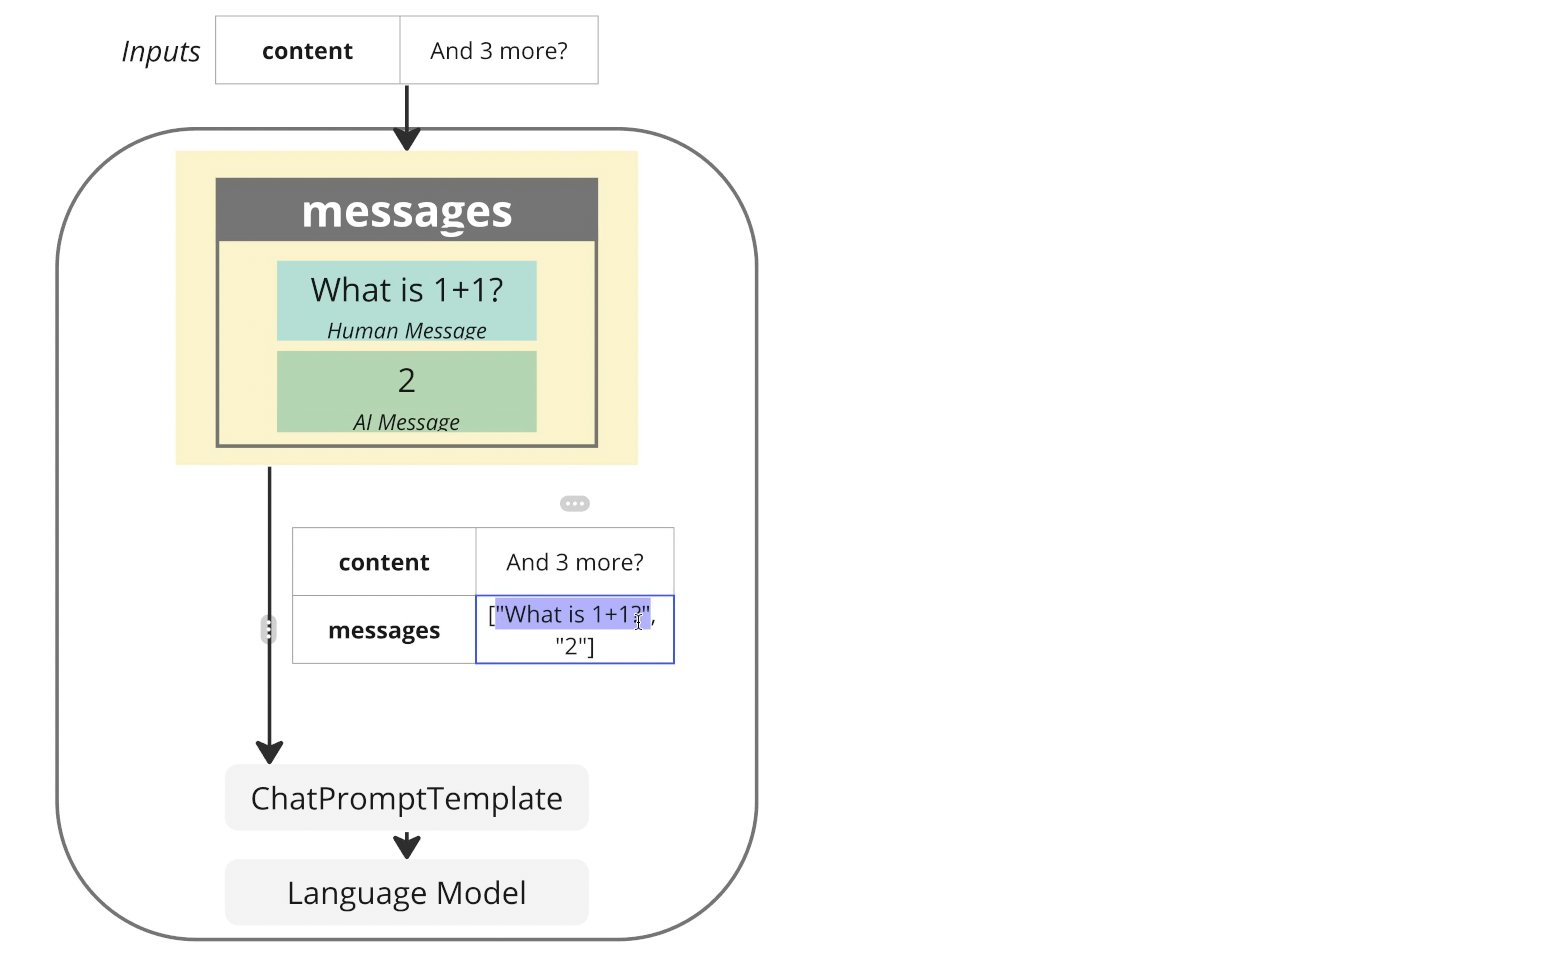 Inputs
content
And 3 more?
messages
What is 1+1?
Human Message
2
AI Message
content
And 3 more?
messages
["What is 1+1?",
"2"]
ChatPromptTemplate
Language Model